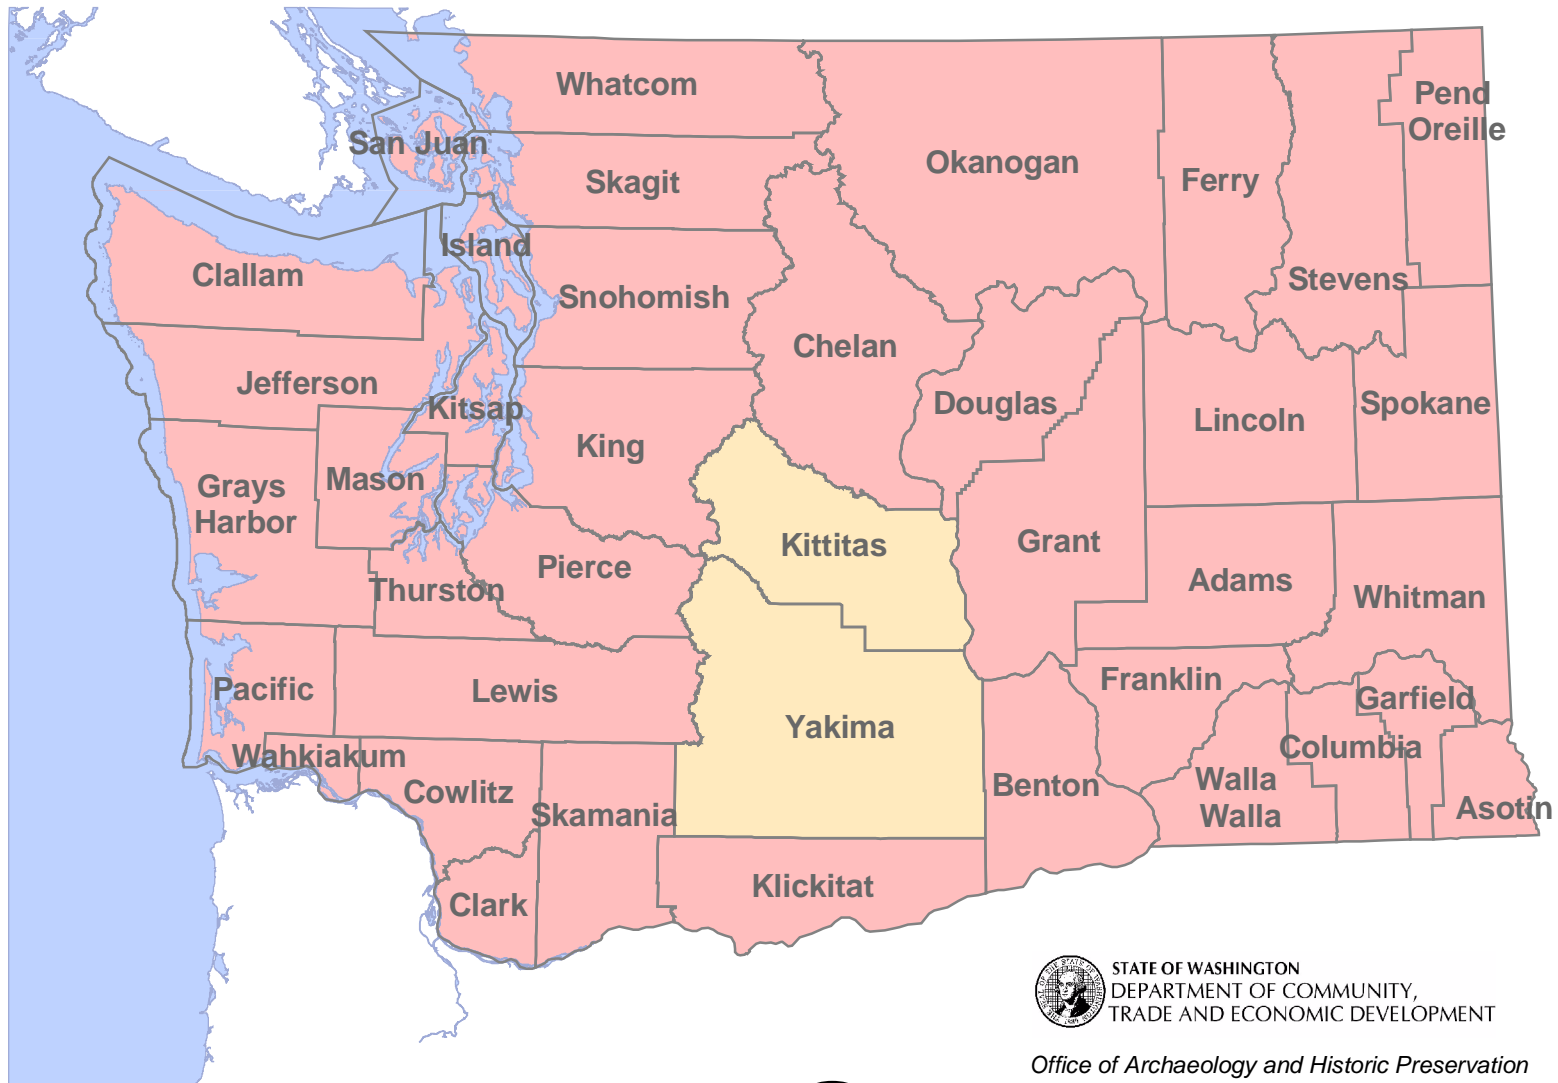 Whatcom
Pend
Oreille
San Juan
Okanogan
Skagit
Ferry
Island
Clallam
Stevens
Snohomish
Chelan
Jefferson
Douglas
Spokane
Kitsap
Lincoln
King
Mason
Grays
Harbor
Kittitas
Grant
Pierce
Adams
Thurston
Whitman
Franklin
Pacific
Lewis
Garfield
Yakima
Columbia
Wahkiakum
Walla
Walla
Benton
Cowlitz
Asotin
Skamania
Klickitat
Clark
STATE OF WASHINGTON
DEPARTMENT OF COMMUNITY,
TRADE AND ECONOMIC DEVELOPMENT
Office of Archaeology and Historic Preservation